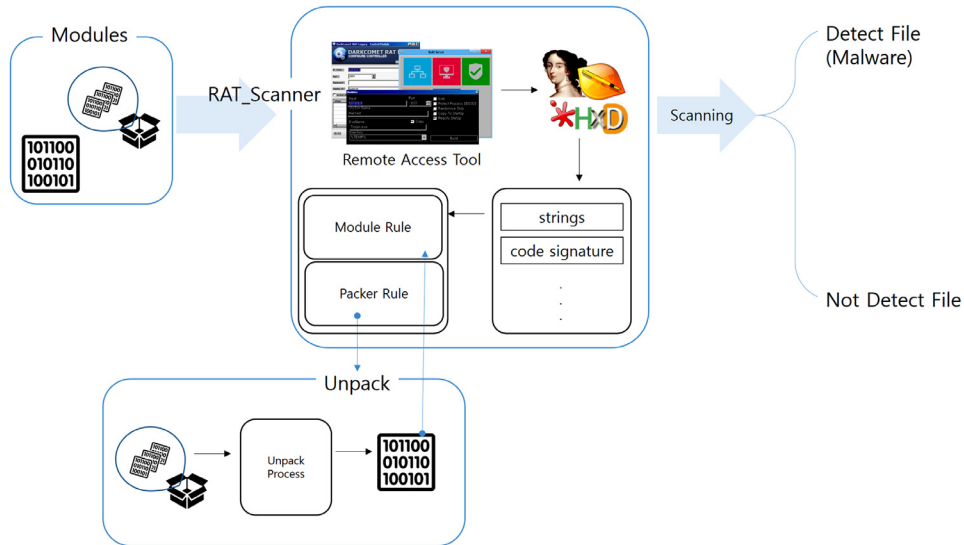 Modules
101100
010110
100101
RAT_Scanner
DARKCOMET RAT
Remote Access Tool
HxD
strings
code signature
.
.
.
Module Rule
Packer Rule
Scanning
Detect File
(Malware)
Not Detect File
Unpack
Unpack
Process
101100
010110
100101